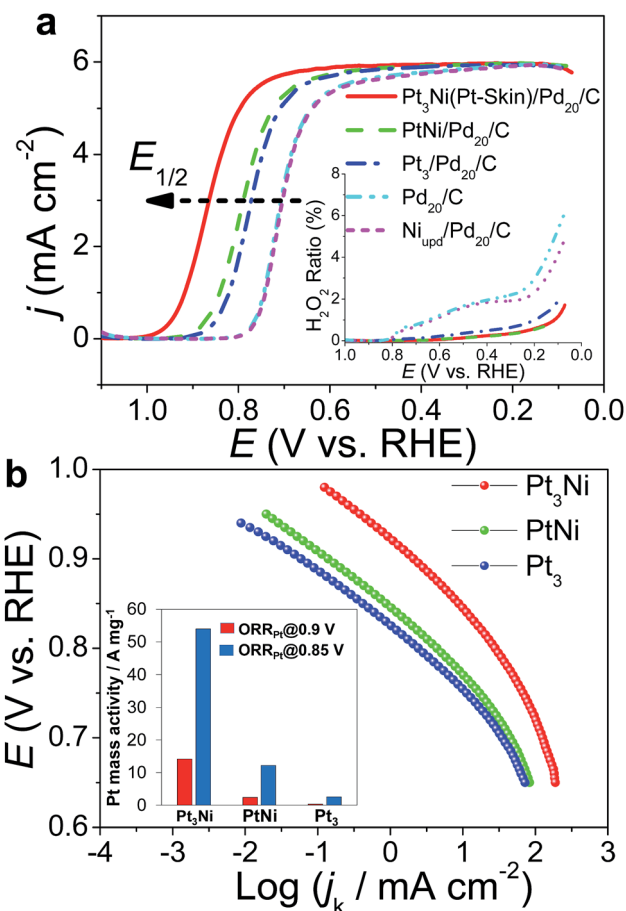 a
6
4
2
0
j (mA cm⁻²)
1.0 0.8 0.6 0.4 0.2 0.0
E (V vs. RHE)
E₁/₂
Pt₃Ni(Pt-Skin)/Pd₂₀/C
PtNi/Pd₂₀/C
Pt₃/Pd₂₀/C
Pd₂₀/C
Niᵤₚd/Pd₂₀/C
8
6
4
2
0
H₂O₂ Ratio (%)
1.0 0.8 0.6 0.4 0.2 0.0
E (V vs. RHE)
b
1.0
0.9
0.8
0.7
0.6
E (V vs. RHE)
-4 -3 -2 -1 0 1 2 3
Log (jₖ / mA cm⁻²)
Pt₃Ni
PtNi
Pt₃
60
50
40
30
20
10
0
Pt mass activity / A mg⁻¹
ORRPt@0.9 V
ORRPt@0.85 V
Pt₃Ni PtNi Pt₃